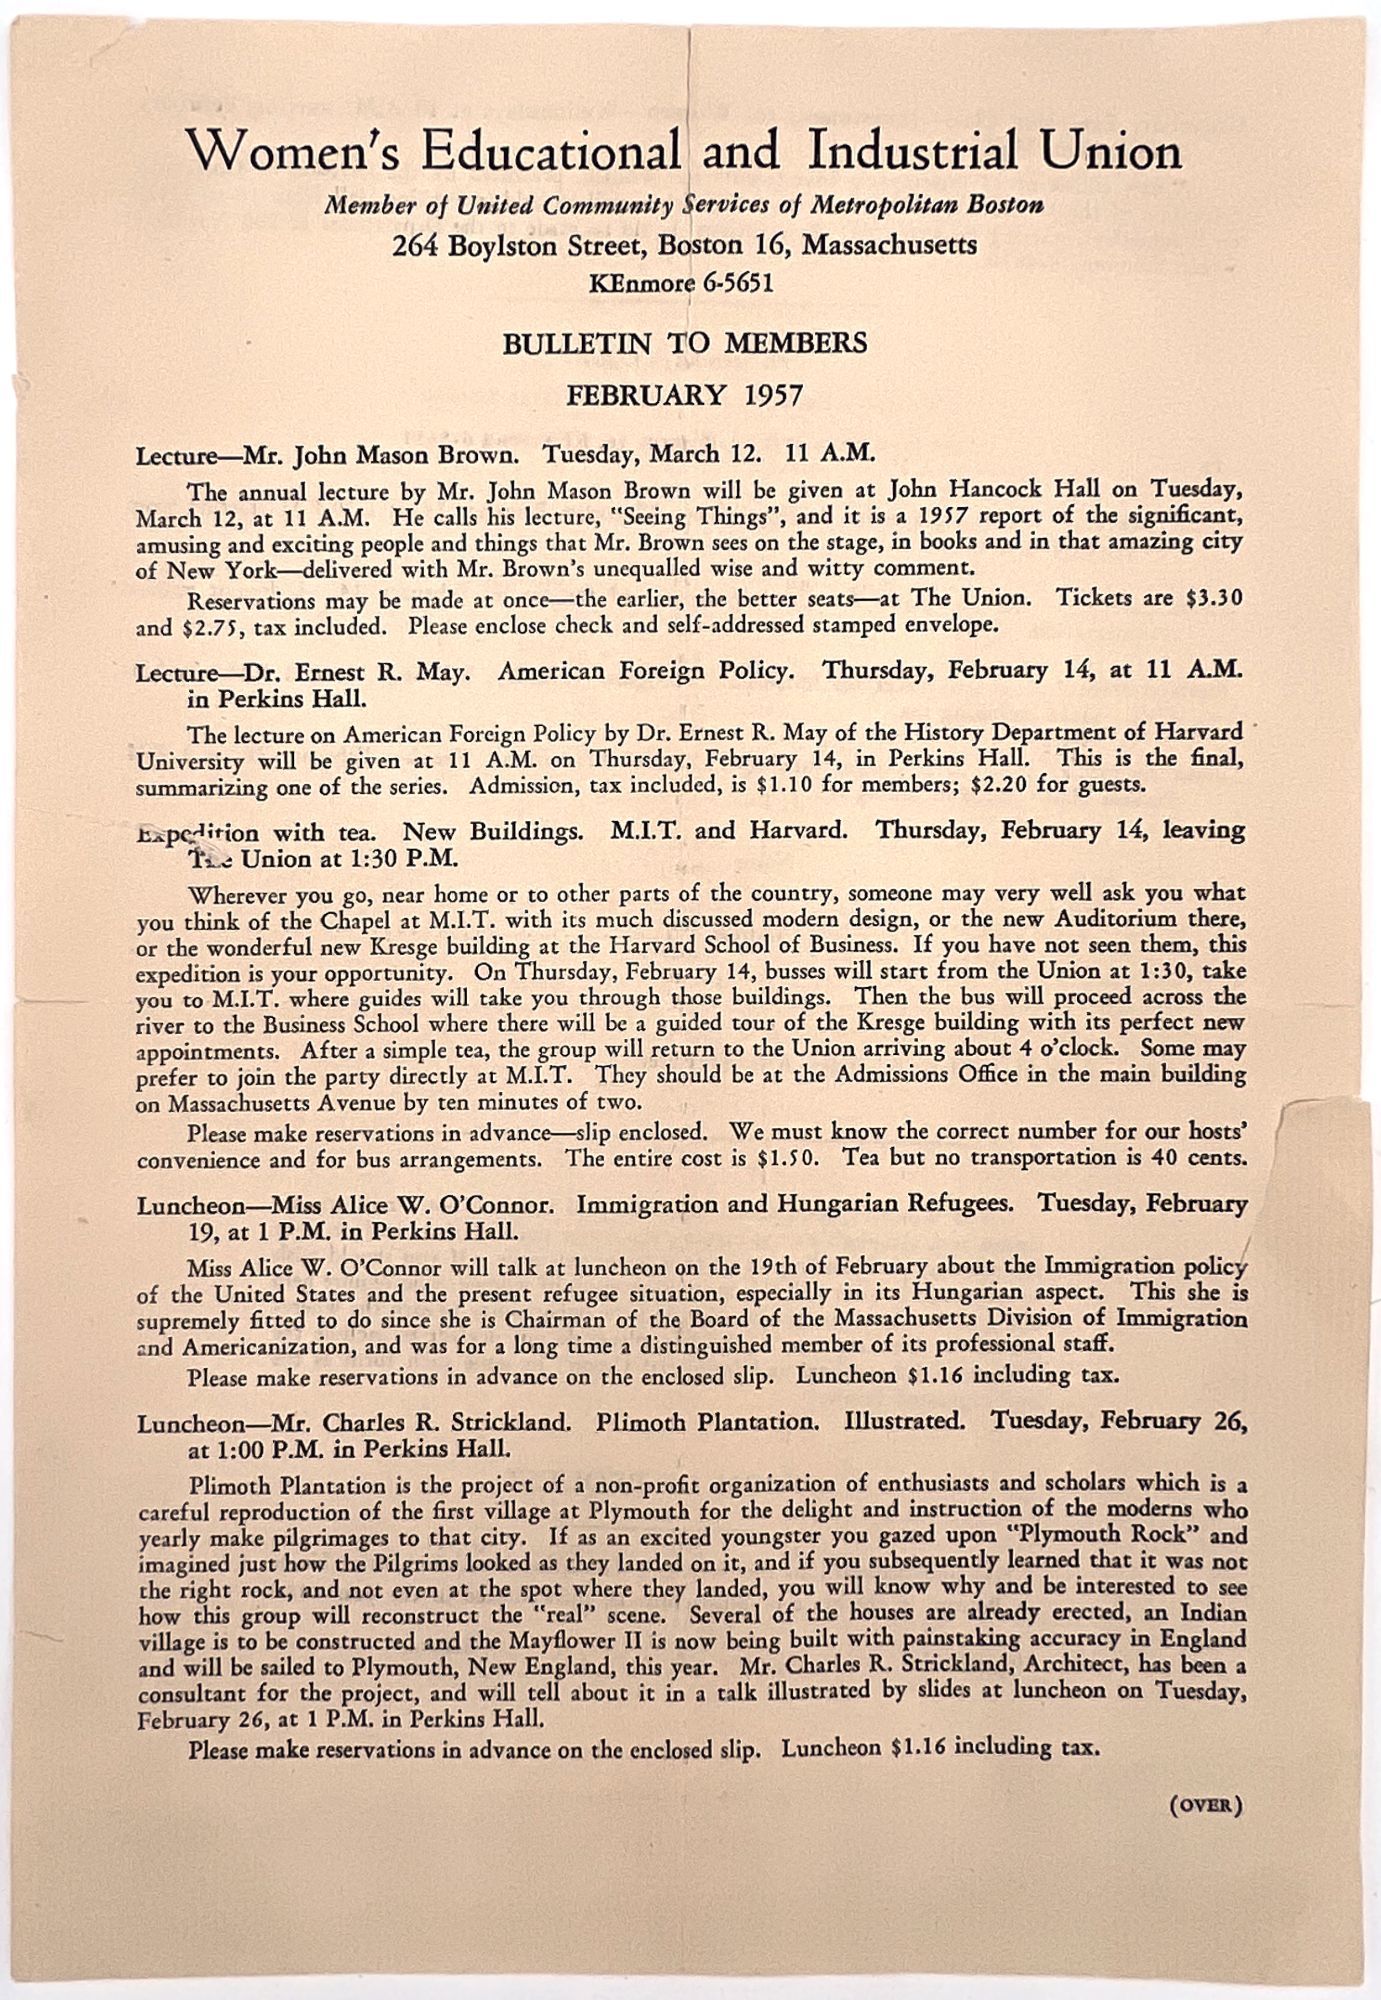 Women's Educational and Industrial Union
Member of United Community Services of Metropolitan Boston
264 Boylston Street, Boston 16, Massachusetts
KEnmore 6-5651
BULLETIN TO MEMBERS
FEBRUARY 1957
Lecture—Mr. John Mason Brown. Tuesday, March 12. 11 A.M.
The annual lecture by Mr. John Mason Brown will be given at John Hancock Hall on Tuesday,
March 12, at 11 A.M. He calls his lecture, "Seeing Things", and it is a 1957 report of the significant,
amusing and exciting people and things that Mr. Brown sees on the stage, in books and in that amazing city
of New York—delivered with Mr. Brown's unequalled wise and witty comment.
Reservations may be made at once—the earlier, the better seats—at The Union. Tickets are $3.30
and $2.75, tax included. Please enclose check and self-addressed stamped envelope.
Lecture—Dr. Ernest R. May. American Foreign Policy. Thursday, February 14, at 11 A.M.
in Perkins Hall.
The lecture on American Foreign Policy by Dr. Ernest R. May of the History Department of Harvard
University will be given at 11 A.M. on Thursday, February 14, in Perkins Hall. This is the final,
summarizing one of the series. Admission, tax included, is $1.10 for members; $2.20 for guests.
Expedition with tea. New Buildings. M.I.T. and Harvard. Thursday, February 14, leaving
The Union at 1:30 P.M.
Wherever you go, near home or to other parts of the country, someone may very well ask you what
you think of the Chapel at M.I.T. with its much discussed modern design, or the new Auditorium there,
or the wonderful new Kresge building at the Harvard School of Business. If you have not seen them, this
expedition is your opportunity. On Thursday, February 14, busses will start from the Union at 1:30, take
you to M.I.T. where guides will take you through those buildings. Then the bus will proceed across the
river to the Business School where there will be a guided tour of the Kresge building with its perfect new
appointments. After a simple tea, the group will return to the Union arriving about 4 o'clock. Some may
prefer to join the party directly at M.I.T. They should be at the Admissions Office in the main building
on Massachusetts Avenue by ten minutes of two.
Please make reservations in advance—slip enclosed. We must know the correct number for our hosts'
convenience and for bus arrangements. The entire cost is $1.50. Tea but no transportation is 40 cents.
Luncheon—Miss Alice W. O'Connor. Immigration and Hungarian Refugees. Tuesday, February
19, at 1 P.M. in Perkins Hall.
Miss Alice W. O'Connor will talk at luncheon on the 19th of February about the Immigration policy
of the United States and the present refugee situation, especially in its Hungarian aspect. This she is
supremely fitted to do since she is Chairman of the Board of the Massachusetts Division of Immigration
and Americanization, and was for a long time a distinguished member of its professional staff.
Please make reservations in advance on the enclosed slip. Luncheon $1.16 including tax.
Luncheon—Mr. Charles R. Strickland. Plimoth Plantation. Illustrated. Tuesday, February 26,
at 1:00 P.M. in Perkins Hall.
Plimoth Plantation is the project of a non-profit organization of enthusiasts and scholars which is a
careful reproduction of the first village at Plymouth for the delight and instruction of the moderns who
yearly make pilgrimages to that city. If as an excited youngster you gazed upon "Plymouth Rock" and
imagined just how the Pilgrims looked as they landed on it, and if you subsequently learned that it was not
the right rock, and not even at the spot where they landed, you will know why and be interested to see
how this group will reconstruct the "real" scene. Several of the houses are already erected, an Indian
village is to be constructed and the Mayflower II is now being built with painstaking accuracy in England
and will be sailed to Plymouth, New England, this year. Mr. Charles R. Strickland, Architect, has been a
consultant for the project, and will tell about it in a talk illustrated by slides at luncheon on Tuesday,
February 26, at 1 P.M. in Perkins Hall.
Please make reservations in advance on the enclosed slip. Luncheon $1.16 including tax.
(OVER)